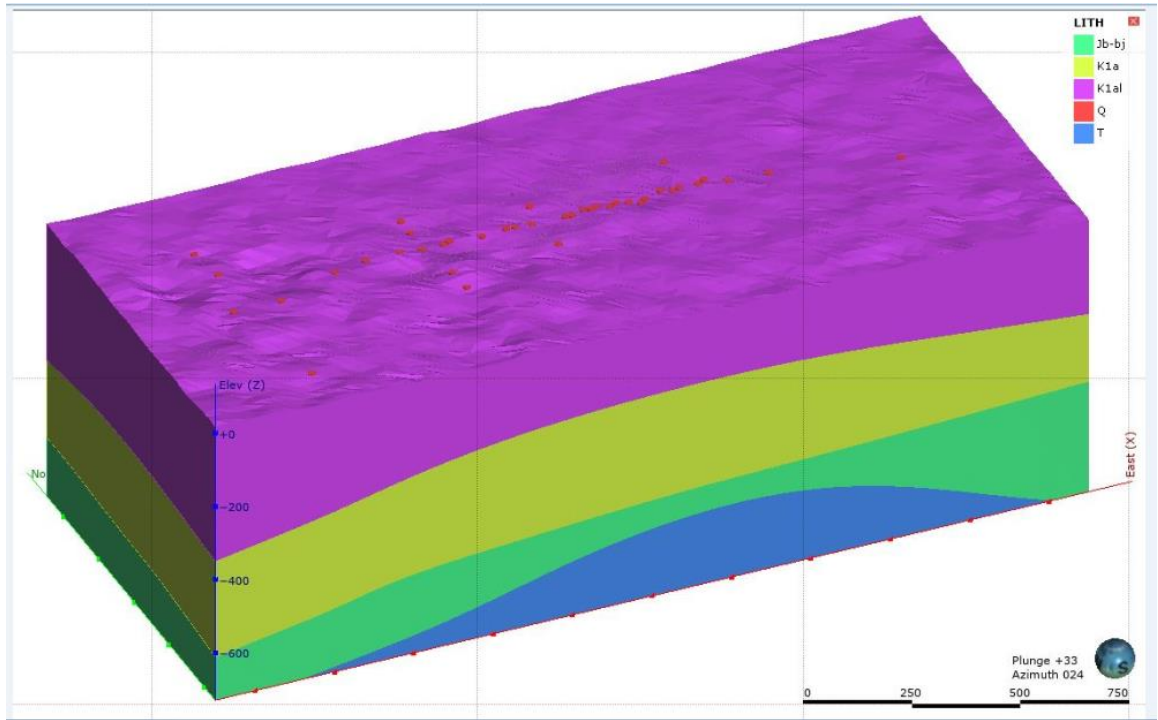 LITH
Jb-bj
K1a
K1al
Q
T
Elev (Z)
+0
-200
-400
-600
No
East (X)
Plunge +33
Azimuth 024
S
0 250 500 750